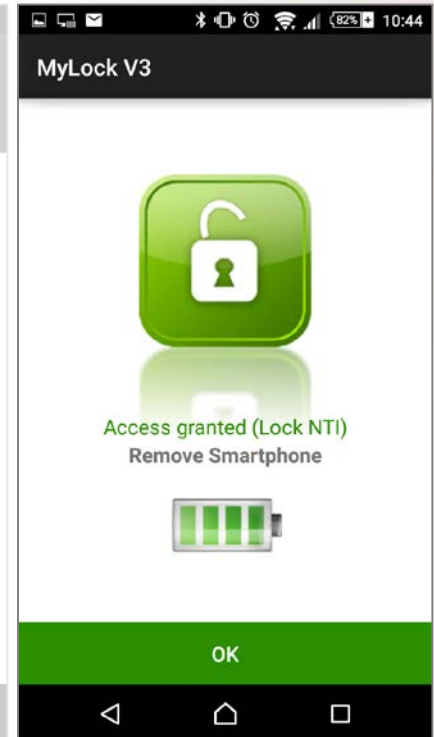 82% 10:44
MyLock V3
Access granted (Lock NTI)
Remove Smartphone
OK